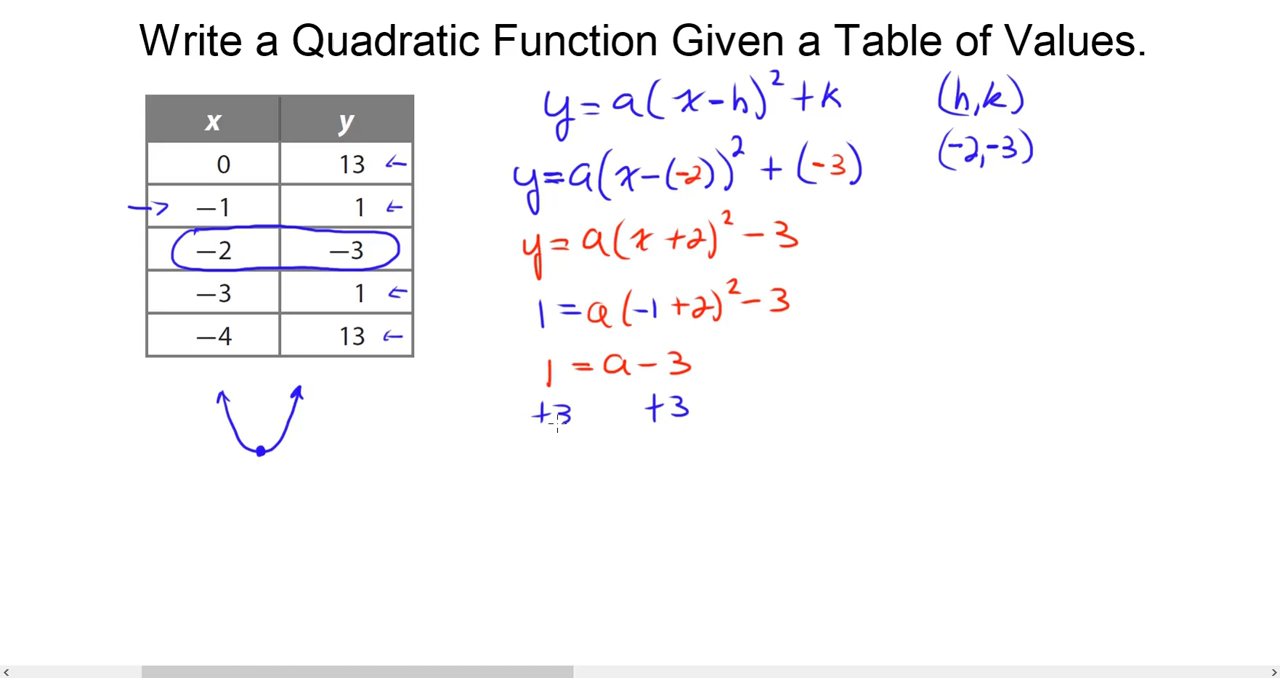 Write a Quadratic Function Given a Table of Values.
x y
0 13 ←
→ −1 1 ←
−2 −3
−3 1 ←
−4 13 ←
y = a(x-h)² + k (h,k)
y = a(x-(-2))² + (-3) (-2,-3)
y = a(x+2)² - 3
1 = a(-1+2)² - 3
1 = a - 3
+3 +3